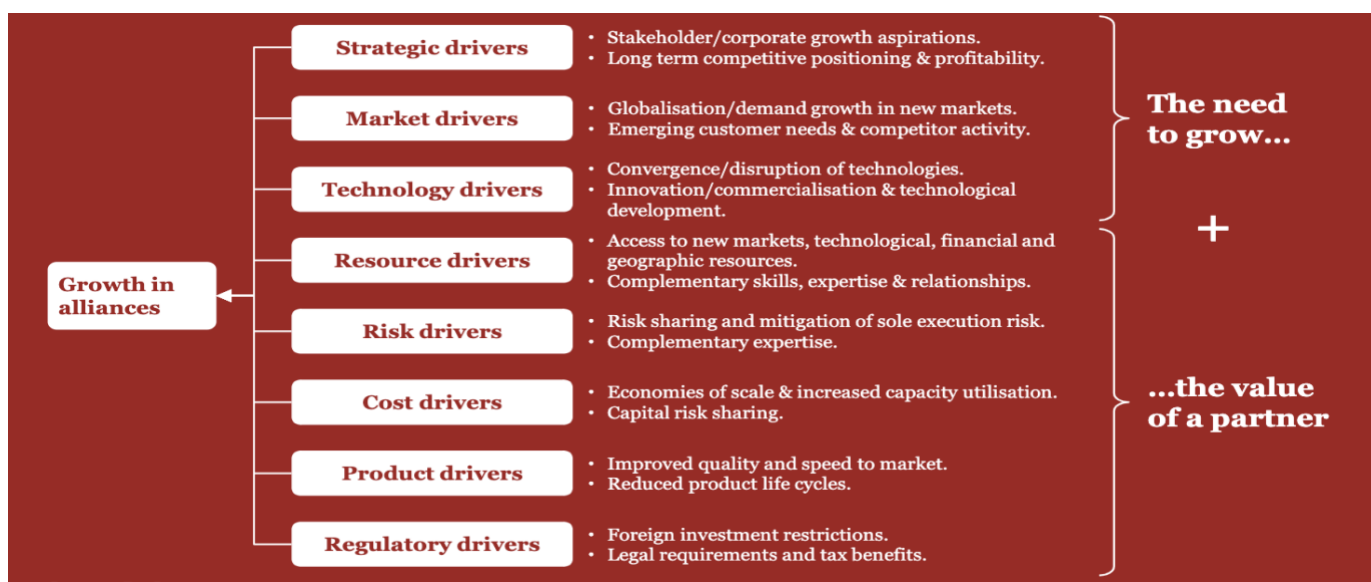 Strategic drivers
• Stakeholder/corporate growth aspirations.
• Long term competitive positioning & profitability.
Market drivers
• Globalisation/demand growth in new markets.
• Emerging customer needs & competitor activity.
Technology drivers
• Convergence/disruption of technologies.
• Innovation/commercialisation & technological
development.
The need
to grow...
+
Growth in
alliances
Resource drivers
• Access to new markets, technological, financial and
geographic resources.
• Complementary skills, expertise & relationships.
Risk drivers
• Risk sharing and mitigation of sole execution risk.
• Complementary expertise.
Cost drivers
• Economies of scale & increased capacity utilisation.
• Capital risk sharing.
Product drivers
• Improved quality and speed to market.
• Reduced product life cycles.
Regulatory drivers
• Foreign investment restrictions.
• Legal requirements and tax benefits.
...the value
of a partner